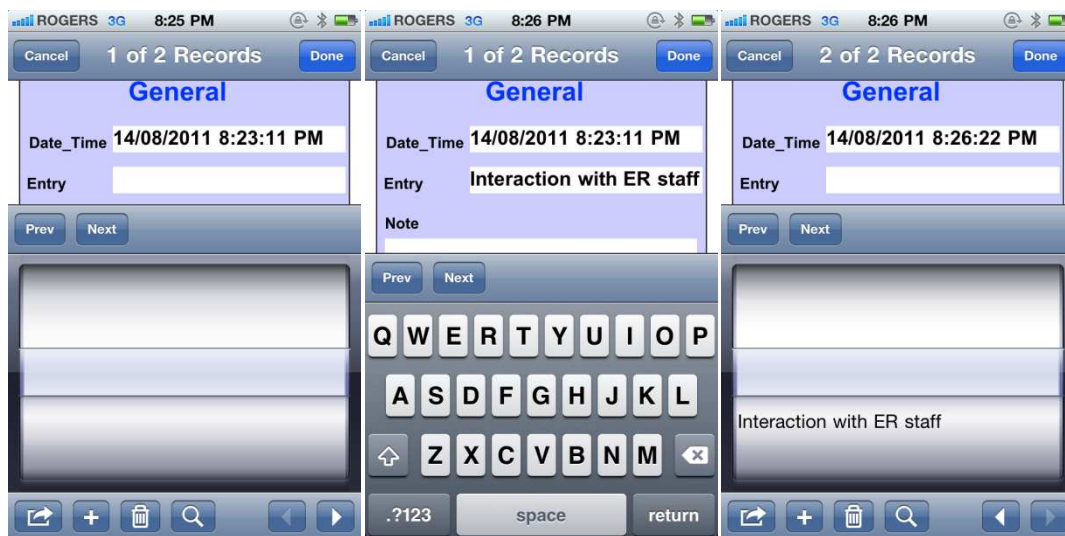 ROGERS 3G 8:25 PM
Cancel 1 of 2 Records Done
General
Date_Time 14/08/2011 8:23:11 PM
Entry
Prev Next
ROGERS 3G 8:26 PM
Cancel 1 of 2 Records Done
General
Date_Time 14/08/2011 8:23:11 PM
Entry Interaction with ER staff
Note
Prev Next
Q W E R T Y U I O P
A S D F G H J K L
Z X C V B N M
.?123 space return
ROGERS 3G 8:26 PM
Cancel 2 of 2 Records Done
General
Date_Time 14/08/2011 8:26:22 PM
Entry
Prev Next
Interaction with ER staff